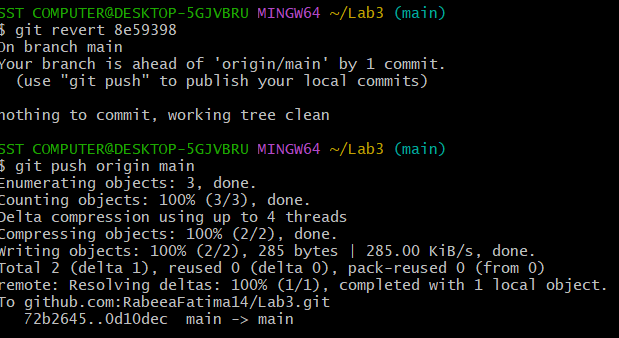 SST COMPUTER@DESKTOP-5GJVBRU MINGW64 ~/Lab3 (main)
$ git revert 8e59398
On branch main
Your branch is ahead of 'origin/main' by 1 commit.
  (use "git push" to publish your local commits)
nothing to commit, working tree clean
SST COMPUTER@DESKTOP-5GJVBRU MINGW64 ~/Lab3 (main)
$ git push origin main
Enumerating objects: 3, done.
Counting objects: 100% (3/3), done.
Delta compression using up to 4 threads
Compressing objects: 100% (2/2), done.
Writing objects: 100% (2/2), 285 bytes | 285.00 KiB/s, done.
Total 2 (delta 1), reused 0 (delta 0), pack-reused 0 (from 0)
remote: Resolving deltas: 100% (1/1), completed with 1 local object.
To github.com:RabeeaFatima14/Lab3.git
   72b2645..0d10dec  main -> main